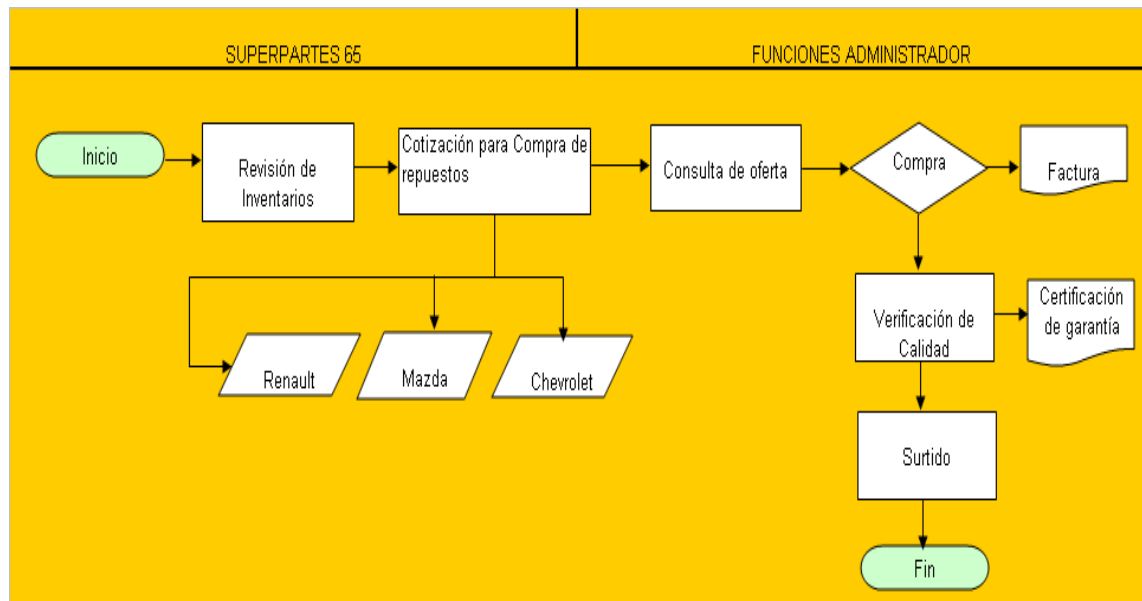 SUPERPARTES 65
FUNCIONES ADMINISTRADOR
Inicio
Revisión de
Inventarios
Cotización para Compra de
repuestos
Consulta de oferta
Compra
Factura
Renault
Mazda
Chevrolet
Verificación de
Calidad
Certificación
de garantía
Surtido
Fin